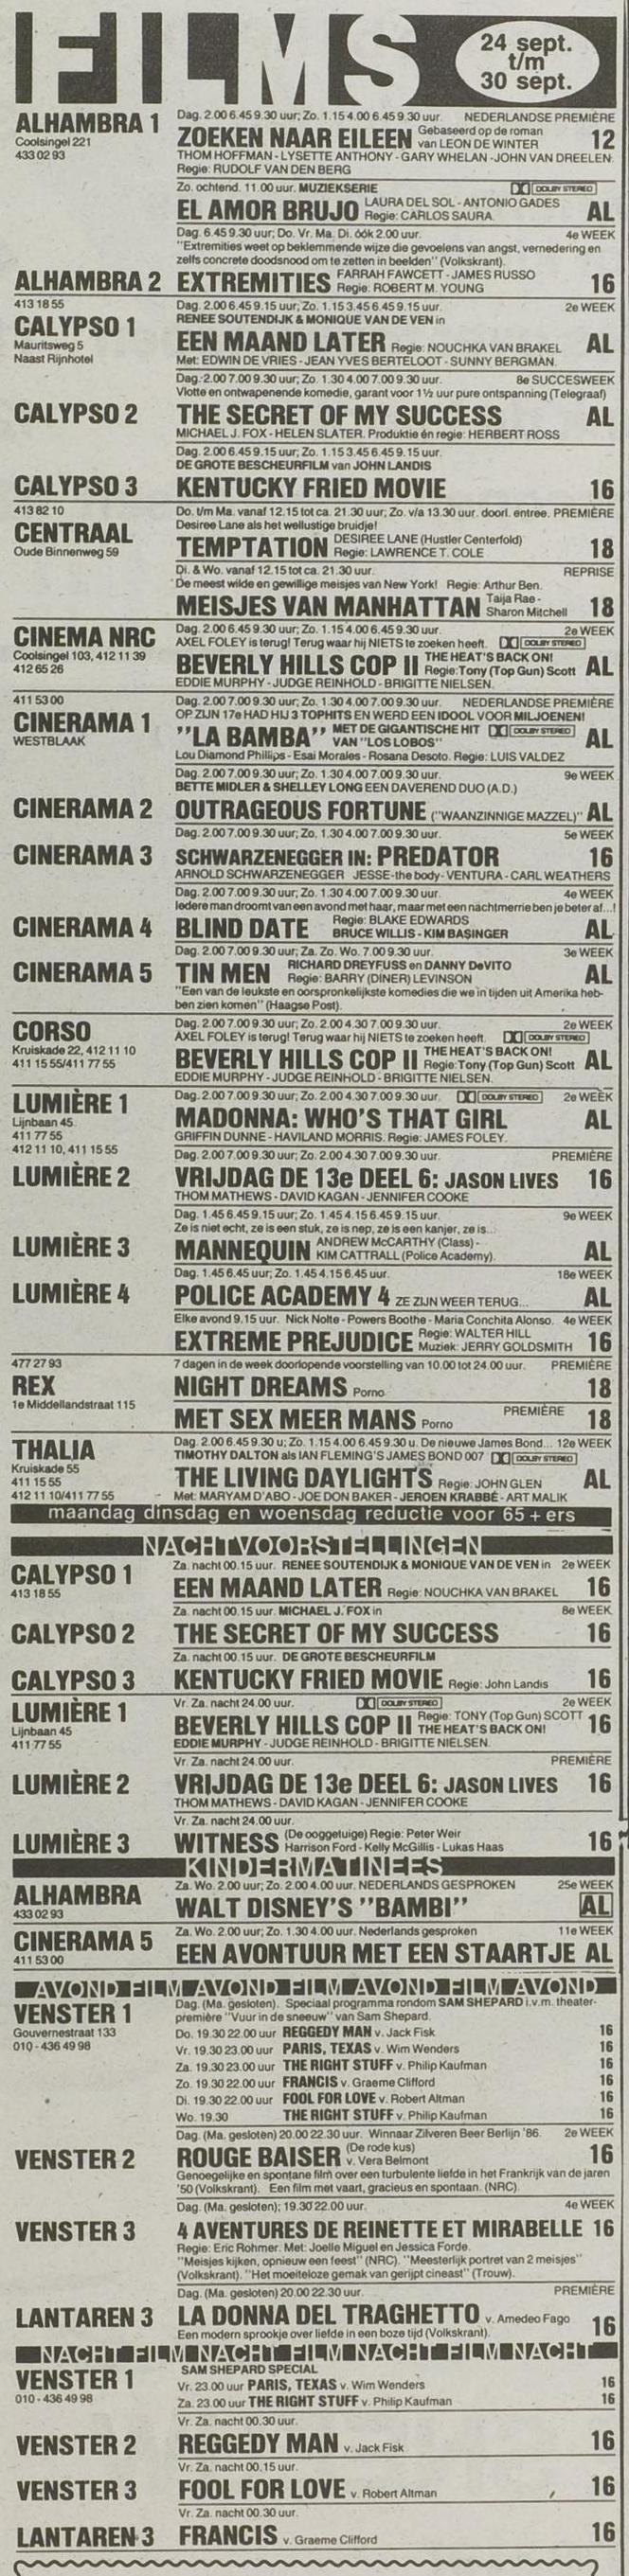 FILMS
24 sept.
t/m
30 sept.
ALHAMBRA 1
Coolsingel 221
433 02 93
Dag. 2.00 6.45 9.30 uur; Zo. 1.15 4.00 6.45 9.30 uur. NEDERLANDSE PREMIÈRE
ZOEKEN NAAR EILEEN Gebaseerd op de roman van LEON DE WINTER 12
THOM HOFFMAN - LYSETTE ANTHONY - GARY WHELAN - JOHN VAN DREELEN.
Regie: RUDOLF VAN DEN BERG
Zo. ochtend. 11.00 uur. MUZIEKSERIE DOLBY STEREO
EL AMOR BRUJO LAURA DEL SOL - ANTONIO GADES Regie: CARLOS SAURA AL
Dag. 6.45 9.30 uur; Do. Vr. Ma. Di. óók 2.00 uur. 4e WEEK
"Extremities weet op beklemmende wijze die gevoelens van angst, vernedering en
zelfs concrete doodsnood om te zetten in beelden" (Volkskrant).
ALHAMBRA 2 EXTREMITIES FARRAH FAWCETT - JAMES RUSSO Regie: ROBERT M. YOUNG 16
413 18 55
CALYPSO 1
Mauritsweg 5
Naast Rijnhotel
Dag. 2.00 6.45 9.15 uur; Zo. 1.15 3.45 6.45 9.15 uur. 2e WEEK
RENEE SOUTENDIJK & MONIQUE VAN DE VEN in
EEN MAAND LATER Regie: NOUCHKA VAN BRAKEL AL
Met: EDWIN DE VRIES - JEAN YVES BERTELOOT - SUNNY BERGMAN.
Dag. 2.00 7.00 9.30 uur; Zo. 1.30 4.00 7.00 9.30 uur. 8e SUCCESWEEK
Vlotte en ontwapenende komedie, garant voor 1½ uur pure ontspanning (Telegraaf)
CALYPSO 2 THE SECRET OF MY SUCCESS AL
MICHAEL J. FOX - HELEN SLATER. Produktie én regie: HERBERT ROSS
Dag. 2.00 6.45 9.15 uur; Zo. 1.15 3.45 6.45 9.15 uur.
DE GROTE BESCHEURFILM van JOHN LANDIS
CALYPSO 3 KENTUCKY FRIED MOVIE 16
413 82 10
CENTRAAL
Oude Binnenweg 59
Do. t/m Ma. vanaf 12.15 tot ca. 21.30 uur; Zo. v/a 13.30 uur. doorl. entree. PREMIÈRE
Desiree Lane als het wellustige bruidje!
TEMPTATION DESIREE LANE (Hustler Centerfold) Regie: LAWRENCE T. COLE 18
Di. & Wo. vanaf 12.15 tot ca. 21.30 uur. REPRISE
De meest wilde en gewillige meisjes van New York! Regie: Arthur Ben.
MEISJES VAN MANHATTAN Taija Rae - Sharon Mitchell 18
CINEMA NRC
Coolsingel 103, 412 11 39
412 65 26
Dag. 2.00 6.45 9.30 uur; Zo. 1.15 4.00 6.45 9.30 uur. 2e WEEK
AXEL FOLEY is terug! Terug waar hij NIETS te zoeken heeft. DOLBY STEREO
BEVERLY HILLS COP II THE HEAT'S BACK ON! Regie: Tony (Top Gun) Scott AL
EDDIE MURPHY - JUDGE REINHOLD - BRIGITTE NIELSEN.
411 53 00
CINERAMA 1
WESTBLAAK
Dag. 2.00 7.00 9.30 uur; Zo. 1.30 4.00 7.00 9.30 uur. NEDERLANDSE PREMIÈRE
OP ZIJN 17e HAD HIJ 3 TOPHITS EN WERD EEN IDOOL VOOR MILJOENEN!
"LA BAMBA" MET DE GIGANTISCHE HIT VAN "LOS LOBOS" DOLBY STEREO AL
Lou Diamond Phillips - Esai Morales - Rosana Desoto. Regie: LUIS VALDEZ
Dag. 2.00 7.00 9.30 uur; Zo. 1.30 4.00 7.00 9.30 uur. 9e WEEK
BETTE MIDLER & SHELLEY LONG EEN DAVEREND DUO (A.D.)
CINERAMA 2 OUTRAGEOUS FORTUNE ("WAANZINNIGE MAZZEL)" AL
Dag. 2.00 7.00 9.30 uur; Zo. 1.30 4.00 7.00 9.30 uur. 5e WEEK
CINERAMA 3 SCHWARZENEGGER IN: PREDATOR 16
ARNOLD SCHWARZENEGGER JESSE-the body-VENTURA - CARL WEATHERS
Dag. 2.00 7.00 9.30 uur; Zo. 1.30 4.00 7.00 9.30 uur. 4e WEEK
Iedere man droomt van een avond met haar, maar met een nachtmerrie ben je beter af...!
CINERAMA 4 BLIND DATE Regie: BLAKE EDWARDS BRUCE WILLIS - KIM BASINGER AL
Dag. 2.00 7.00 9.30 uur; Za. Zo. Wo. 7.00 9.30 uur. 3e WEEK
CINERAMA 5 TIN MEN RICHARD DREYFUSS en DANNY DeVITO Regie: BARRY (DINER) LEVINSON AL
"Een van de leukste en oorspronkelijkste komedies die we in tijden uit Amerika heb-
ben zien komen" (Haagse Post).
CORSO
Kruiskade 22, 412 11 10
411 15 55/411 77 55
Dag. 2.00 7.00 9.30 uur; Zo. 2.00 4.30 7.00 9.30 uur. 2e WEEK
AXEL FOLEY is terug! Terug waar hij NIETS te zoeken heeft. DOLBY STEREO
BEVERLY HILLS COP II THE HEAT'S BACK ON! Regie: Tony (Top Gun) Scott AL
EDDIE MURPHY - JUDGE REINHOLD - BRIGITTE NIELSEN.
LUMIÈRE 1
Lijnbaan 45
411 77 55
412 11 10, 411 15 55
Dag. 2.00 7.00 9.30 uur; Zo. 2.00 4.30 7.00 9.30 uur. DOLBY STEREO 2e WEEK
MADONNA: WHO'S THAT GIRL AL
GRIFFIN DUNNE - HAVILAND MORRIS. Regie: JAMES FOLEY.
Dag. 2.00 7.00 9.30 uur; Zo. 2.00 4.30 7.00 9.30 uur. PREMIÈRE
LUMIÈRE 2 VRIJDAG DE 13e DEEL 6: JASON LIVES 16
THOM MATHEWS - DAVID KAGAN - JENNIFER COOKE
Dag. 1.45 6.45 9.15 uur; Zo. 1.45 4.15 6.45 9.15 uur. 9e WEEK
Ze is niet echt, ze is een stuk, ze is nep, ze is een kanjer, ze is...
LUMIÈRE 3 MANNEQUIN ANDREW McCARTHY (Class) - KIM CATTRALL (Police Academy). AL
Dag. 1.45 6.45 uur; Zo. 1.45 4.15 6.45 uur. 18e WEEK
LUMIÈRE 4 POLICE ACADEMY 4 ZE ZIJN WEER TERUG... AL
Elke avond 9.15 uur. Nick Nolte - Powers Boothe - Maria Conchita Alonso. 4e WEEK
EXTREME PREJUDICE Regie: WALTER HILL Muziek: JERRY GOLDSMITH 16
477 27 93
REX
1e Middellandstraat 115
7 dagen in de week doorlopende voorstelling van 10.00 tot 24.00 uur. PREMIÈRE
NIGHT DREAMS Porno 18
MET SEX MEER MANS Porno PREMIÈRE 18
THALIA
Kruiskade 55
411 15 55
412 11 10/411 77 55
Dag. 2.00 6.45 9.30 u; Zo. 1.15 4.00 6.45 9.30 u. De nieuwe James Bond... 12e WEEK
TIMOTHY DALTON als IAN FLEMING'S JAMES BOND 007 DOLBY STEREO
THE LIVING DAYLIGHTS Regie: JOHN GLEN AL
Met: MARYAM D'ABO - JOE DON BAKER - JEROEN KRABBÉ - ART MALIK
maandag dinsdag en woensdag reductie voor 65+ers
NACHTVOORSTELLINGEN
CALYPSO 1
413 18 55
Za. nacht 00.15 uur. RENEE SOUTENDIJK & MONIQUE VAN DE VEN in 2e WEEK
EEN MAAND LATER Regie: NOUCHKA VAN BRAKEL 16
Za. nacht 00.15 uur. MICHAEL J. FOX in 8e WEEK
CALYPSO 2 THE SECRET OF MY SUCCESS 16
Za. nacht 00.15 uur. DE GROTE BESCHEURFILM
CALYPSO 3 KENTUCKY FRIED MOVIE Regie: John Landis 16
LUMIÈRE 1
Lijnbaan 45
411 77 55
Vr. Za. nacht 24.00 uur. DOLBY STEREO 2e WEEK
BEVERLY HILLS COP II Regie: TONY (Top Gun) SCOTT THE HEAT'S BACK ON! 16
EDDIE MURPHY - JUDGE REINHOLD - BRIGITTE NIELSEN.
Vr. Za. nacht 24.00 uur. PREMIÈRE
LUMIÈRE 2 VRIJDAG DE 13e DEEL 6: JASON LIVES 16
THOM MATHEWS - DAVID KAGAN - JENNIFER COOKE
Vr. Za. nacht 24.00 uur.
LUMIÈRE 3 WITNESS (De ooggetuige) Regie: Peter Weir Harrison Ford - Kelly McGillis - Lukas Haas 16
KINDERMATINEES
ALHAMBRA
433 02 93
Za. Wo. 2.00 uur; Zo. 2.00 4.00 uur. NEDERLANDS GESPROKEN 25e WEEK
WALT DISNEY'S "BAMBI" AL
CINERAMA 5
411 53 00
Za. Wo. 2.00 uur; Zo. 1.30 4.00 uur. Nederlands gesproken 11e WEEK
EEN AVONTUUR MET EEN STAARTJE AL
AVOND FILM AVOND FILM AVOND FILM AVOND
VENSTER 1
Gouvernestraat 133
010 - 436 49 98
Dag. (Ma. gesloten). Speciaal programma rondom SAM SHEPARD i.v.m. theater-
première "Vuur in de sneeuw" van Sam Shepard.
Do. 19.30 22.00 uur REGGEDY MAN v. Jack Fisk 16
Vr. 19.30 23.00 uur PARIS, TEXAS v. Wim Wenders 16
Za. 19.30 23.00 uur THE RIGHT STUFF v. Philip Kaufman 16
Zo. 19.30 22.00 uur FRANCIS v. Graeme Clifford 16
Di. 19.30 22.00 uur FOOL FOR LOVE v. Robert Altman 16
Wo. 19.30 THE RIGHT STUFF v. Philip Kaufman 16
Dag. (Ma. gesloten) 20.00 22.30 uur. Winnaar Zilveren Beer Berlijn '86. 2e WEEK
VENSTER 2 ROUGE BAISER (De rode kus) v. Vera Belmont 16
Genoegelijke en spontane film over een turbulente liefde in het Frankrijk van de jaren
'50 (Volkskrant). Een film met vaart, gracieus en spontaan. (NRC).
Dag. (Ma. gesloten); 19.30 22.00 uur. 4e WEEK
VENSTER 3 4 AVENTURES DE REINETTE ET MIRABELLE 16
Regie: Eric Rohmer. Met: Joelle Miguel en Jessica Forde.
"Meisjes kijken, opnieuw een feest" (NRC). "Meesterlijk portret van 2 meisjes"
(Volkskrant). "Het moeiteloze gemak van gerijpt cineast" (Trouw).
Dag. (Ma. gesloten) 20.00 22.30 uur. PREMIÈRE
LANTAREN 3 LA DONNA DEL TRAGHETTO v. Amedeo Fago 16
Een modern sprookje over liefde in een boze tijd (Volkskrant).
NACHT FILM NACHT FILM NACHT FILM NACHT
VENSTER 1
010 - 436 49 98
SAM SHEPARD SPECIAL
Vr. 23.00 uur PARIS, TEXAS v. Wim Wenders 16
Za. 23.00 uur THE RIGHT STUFF v. Philip Kaufman 16
Vr. Za. nacht 00.30 uur.
VENSTER 2 REGGEDY MAN v. Jack Fisk 16
Vr. Za. nacht 00.15 uur.
VENSTER 3 FOOL FOR LOVE v. Robert Altman 16
Vr. Za. nacht 00.30 uur.
LANTAREN 3 FRANCIS v. Graeme Clifford 16